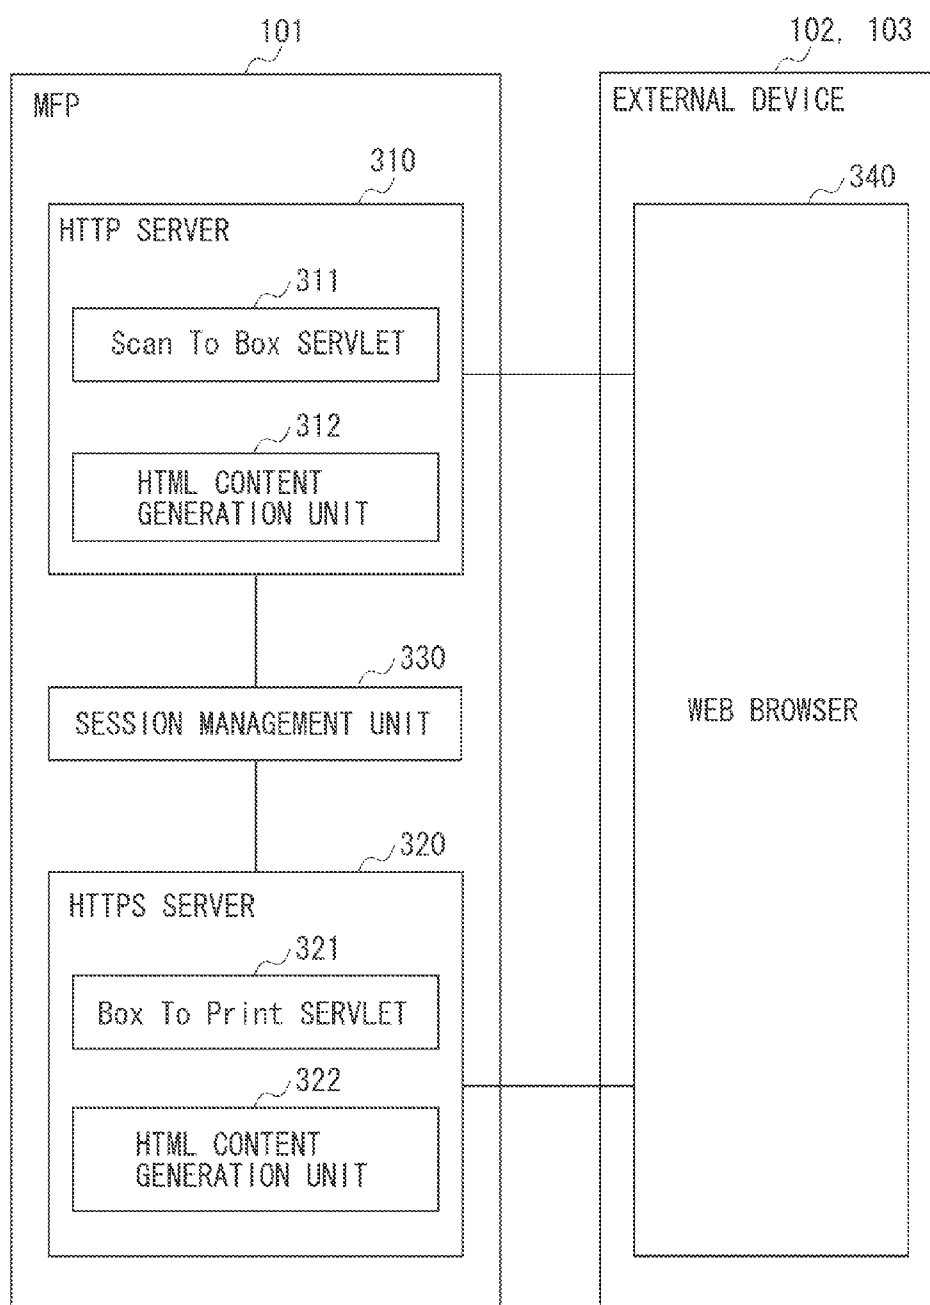 101
102, 103
MFP
EXTERNAL DEVICE
310
340
HTTP SERVER
311
Scan To Box SERVLET
312
HTML CONTENT
GENERATION UNIT
330
SESSION MANAGEMENT UNIT
WEB BROWSER
320
HTTPS SERVER
321
Box To Print SERVLET
322
HTML CONTENT
GENERATION UNIT